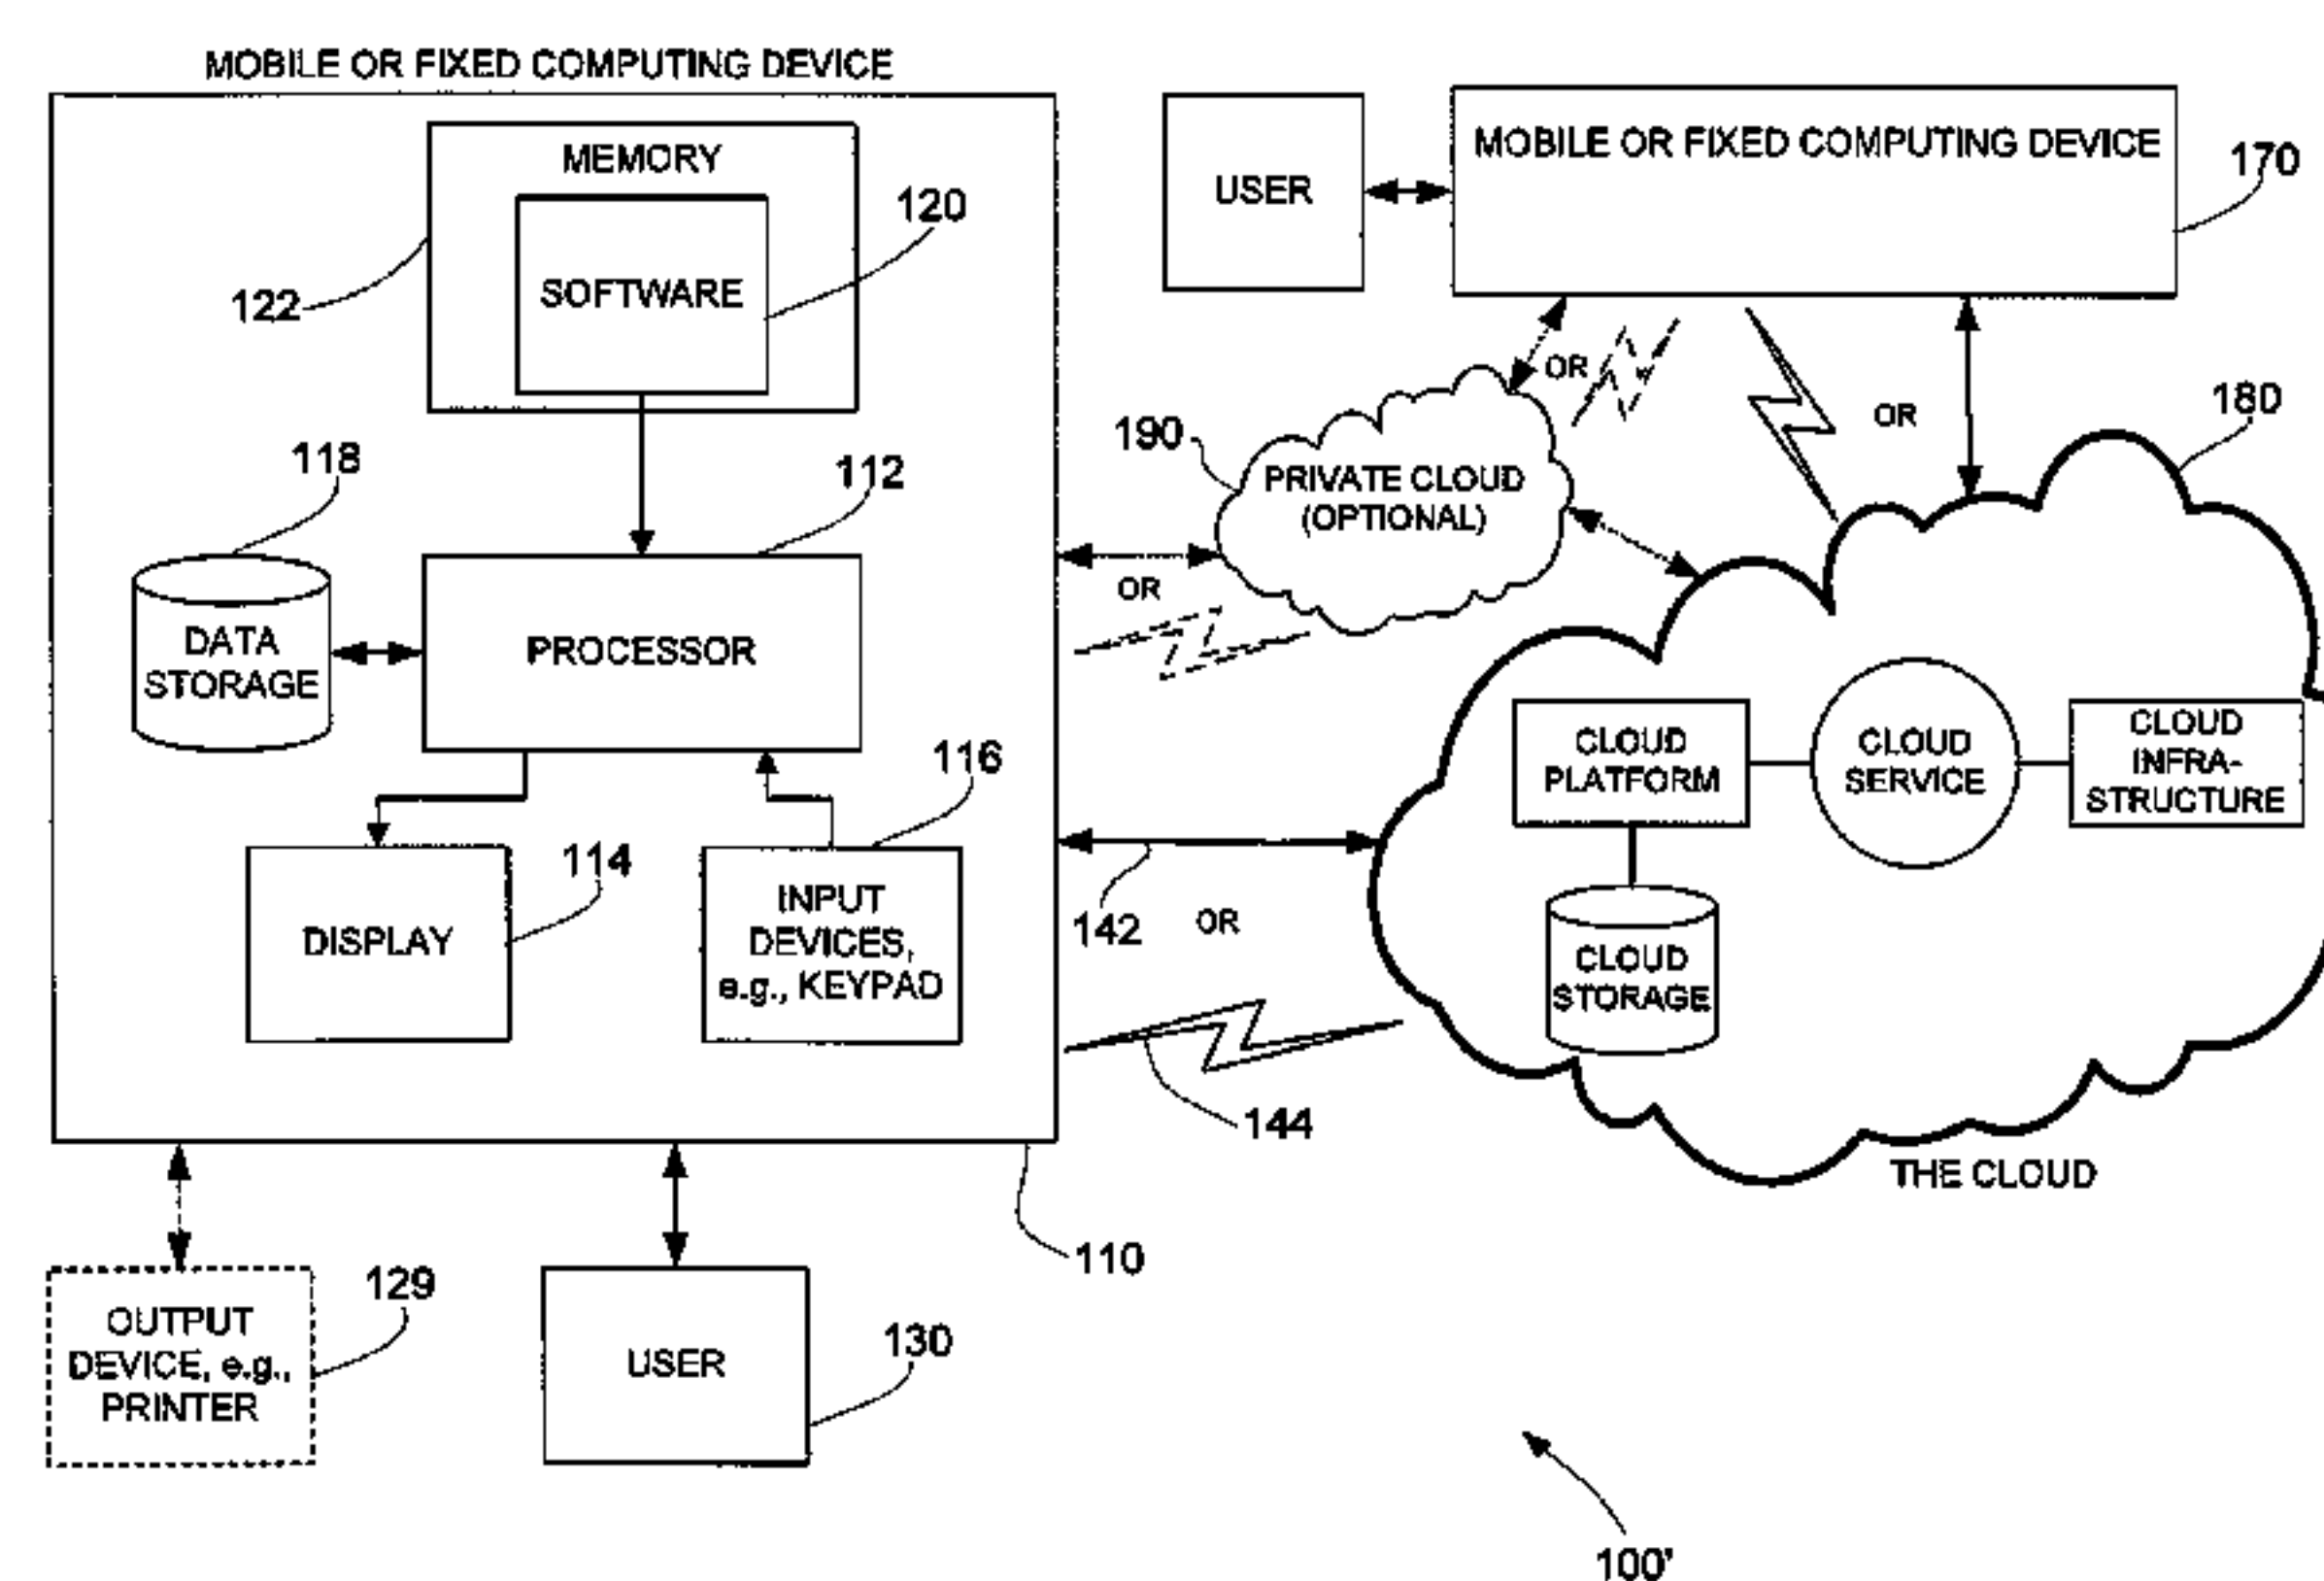 MOBILE OR FIXED COMPUTING DEVICE
MEMORY
SOFTWARE
120
122
118
112
DATA
STORAGE
PROCESSOR
116
114
DISPLAY
INPUT
DEVICES,
e.g., KEYPAD
USER
MOBILE OR FIXED COMPUTING DEVICE
170
OR
OR
180
190
PRIVATE CLOUD
(OPTIONAL)
OR
CLOUD
PLATFORM
CLOUD
SERVICE
CLOUD
INFRA-
STRUCTURE
CLOUD
STORAGE
142
OR
144
THE CLOUD
110
129
OUTPUT
DEVICE, e.g.,
PRINTER
USER
130
100'